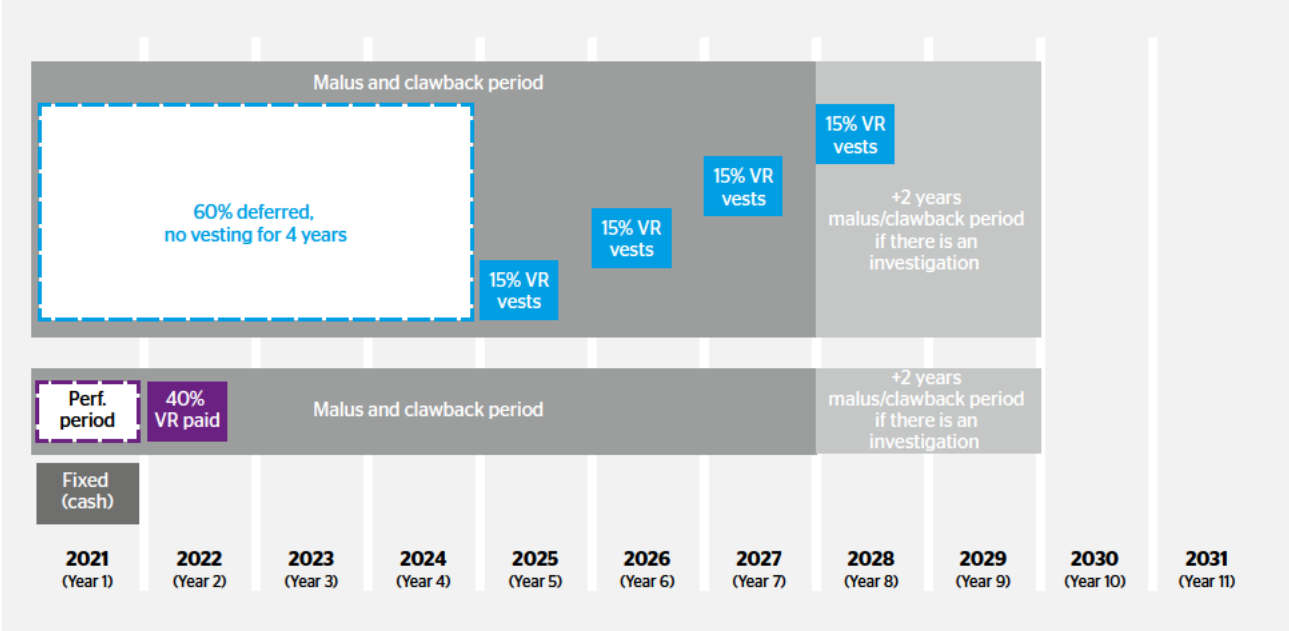 Malus and clawback period
60% deferred,
no vesting for 4 years
15% VR
vests
15% VR
vests
15% VR
vests
15% VR
vests
+2 years
malus/clawback period
if there is an
investigation
Perf.
period
40%
VR paid
Malus and clawback period
+2 years
malus/clawback period
if there is an
investigation
Fixed
(cash)
2021
(Year 1)
2022
(Year 2)
2023
(Year 3)
2024
(Year 4)
2025
(Year 5)
2026
(Year 6)
2027
(Year 7)
2028
(Year 8)
2029
(Year 9)
2030
(Year 10)
2031
(Year 11)